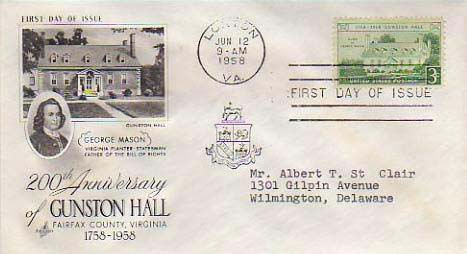 FIRST DAY OF ISSUE
GUNSTON HALL
GEORGE MASON
VIRGINIA PLANTER STATESMAN
FATHER OF THE BILL OF RIGHTS
200th Anniversary
of GUNSTON HALL
FAIRFAX COUNTY, VIRGINIA
1758-1958
LORTON
JUN 12
9-AM
1958
VA.
1758-1958 GUNSTON HALL
3¢
FIRST DAY OF ISSUE
Mr. Albert T. St Clair
1301 Gilpin Avenue
Wilmington, Delaware